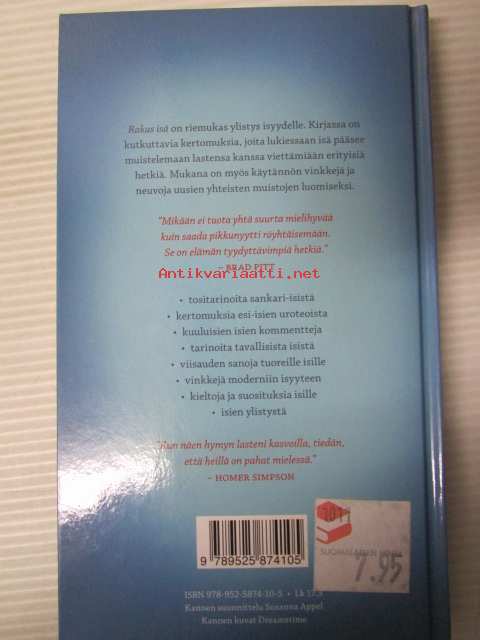 Rakas isä on riemukas ylistys isyydelle. Kirjassa on
kutkuttavia kertomuksia, joita lukiessaan isä pääsee
muistelemaan lastensa kanssa viettämiään erityisiä
hetkiä. Mukana on myös käytännön vinkkejä ja
neuvoja uusien yhteisten muistojen luomiseksi.
"Mikään ei tuota yhtä suurta mielihyvää
kuin saada pikkunyytti röyhtäisemään.
Se on elämän tyydyttävimpiä hetkiä."
– BRAD PITT
Antikvariaatti.net
• tositarinoita sankari-isistä
• kertomuksia esi-isien uroteoista
• kuuluisien isien kommentteja
• tarinoita tavallisista isistä
• viisauden sanoja tuoreille isille
• vinkkejä moderniin isyyteen
• kieltoja ja suosituksia isille
• isien ylistystä
"Kun näen hymyn lasteni kasvoilla, tiedän,
että heillä on pahat mielessä."
– HOMER SIMPSON
1011
SUOMALAINEN
7.95
9 789525 874105
ISBN 978-952-5874-10-5 • Lk 17.3
Kannen suunnittelu Susanna Appel
Kannen kuvat Dreamstime